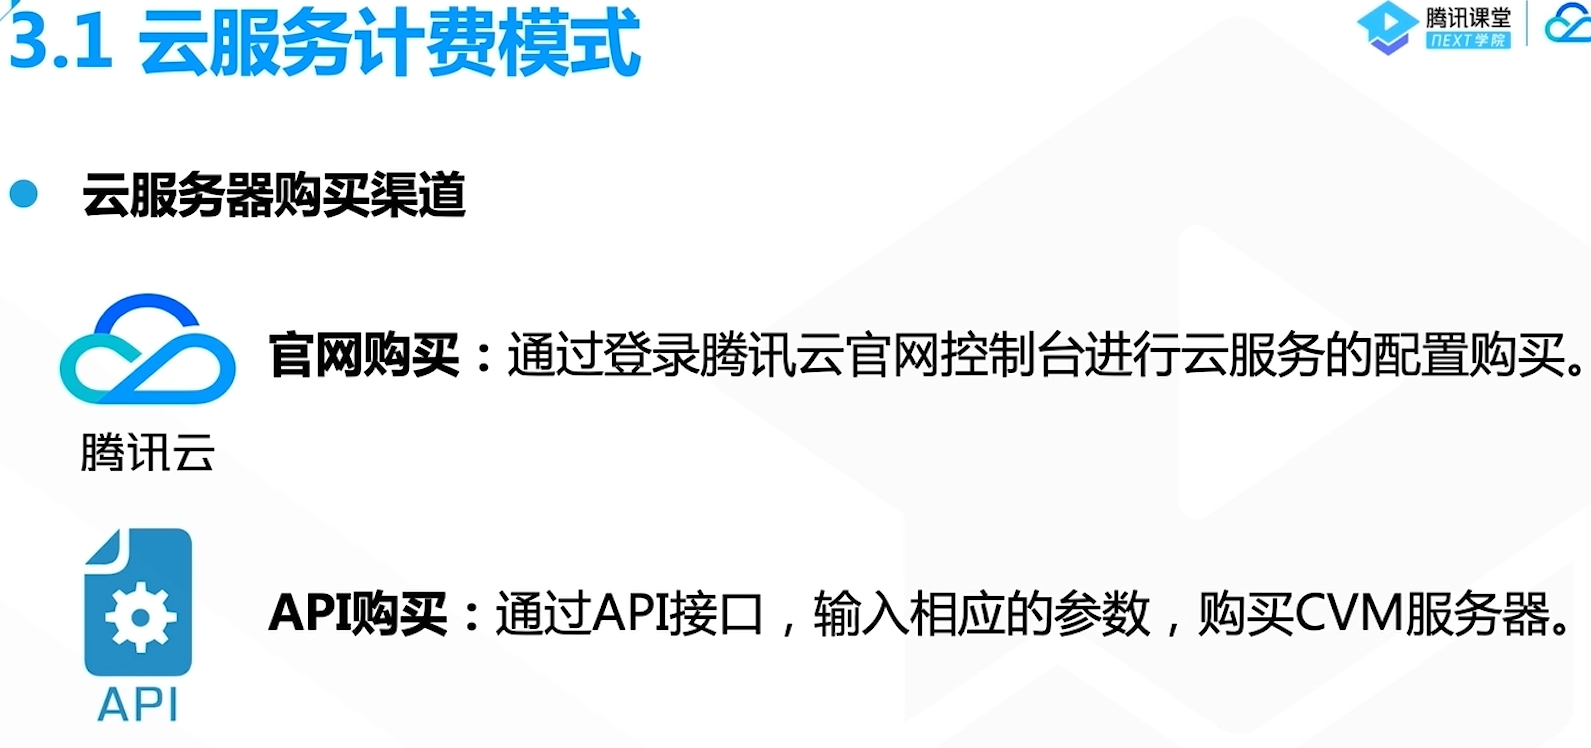 3.1 云服务计费模式
腾讯课堂
NEXT学院
云服务器购买渠道
官网购买：通过登录腾讯云官网控制台进行云服务的配置购买。
腾讯云
API购买：通过API接口，输入相应的参数，购买CVM服务器。
API